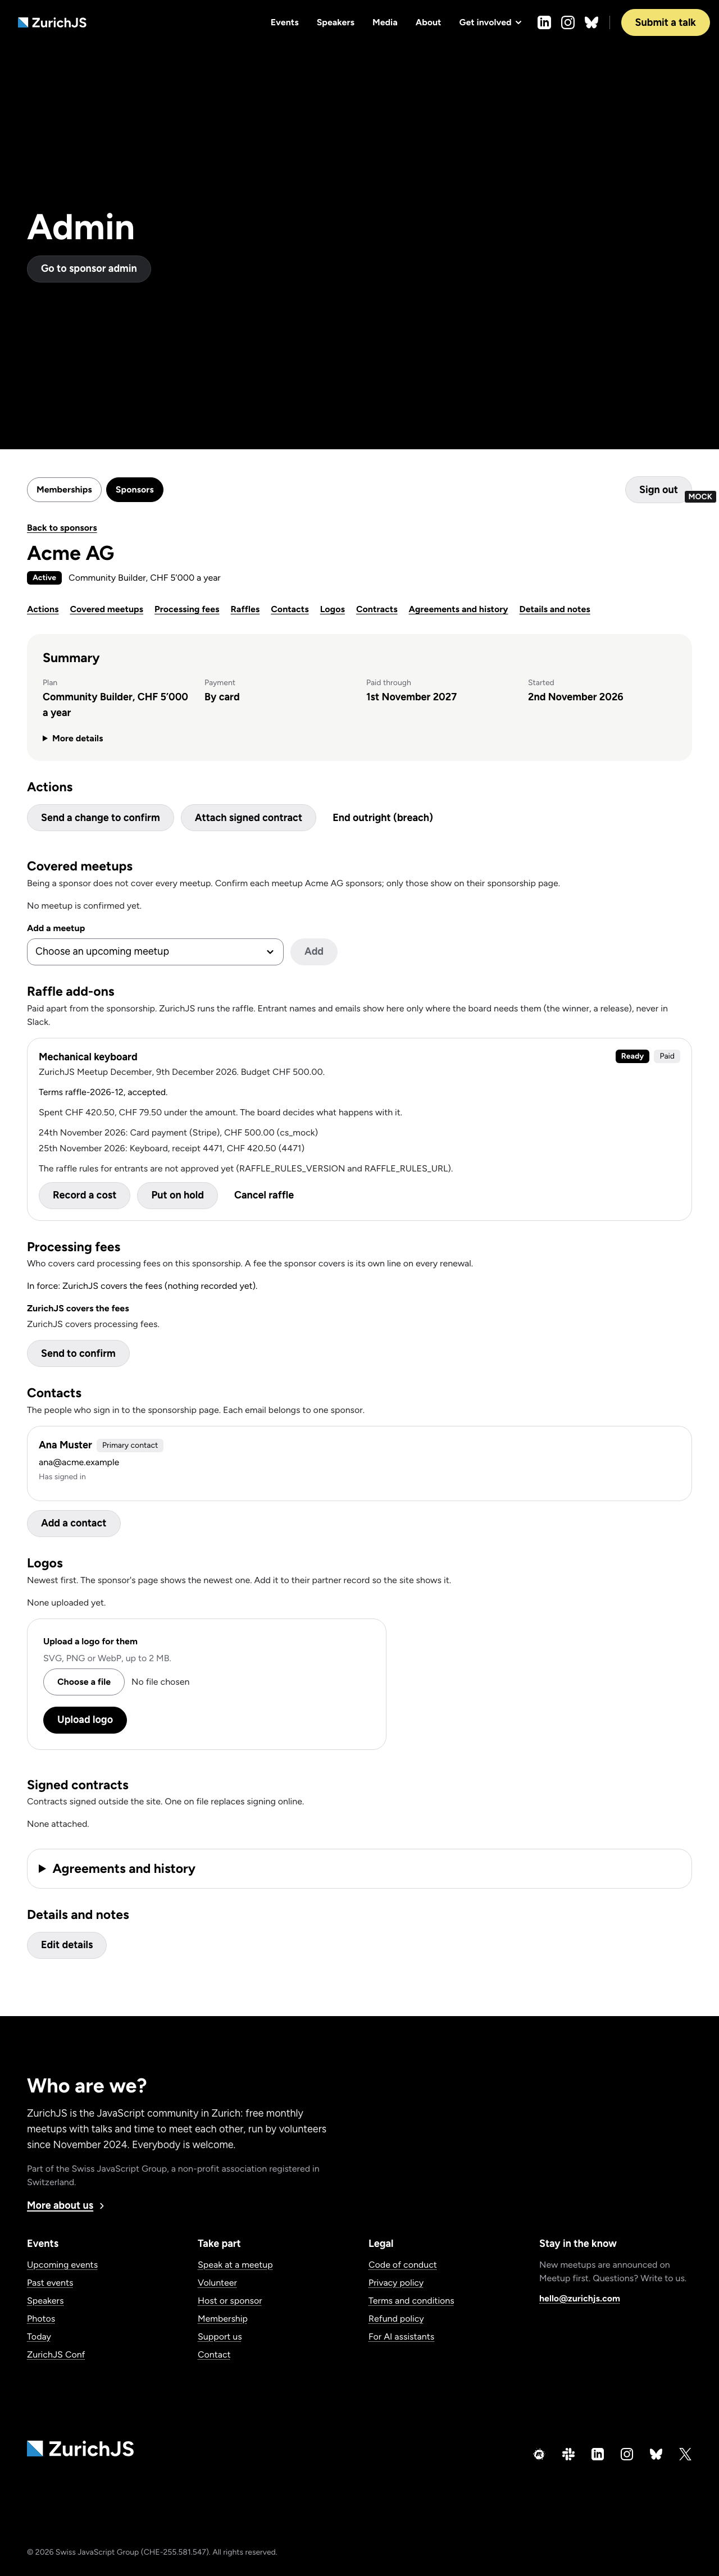 ZurichJS
Events
Speakers
Media
About
Get involved
Submit a talk
Admin
Go to sponsor admin
Memberships
Sponsors
Sign out
MOCK
Back to sponsors
Acme AG
Active
Community Builder, CHF 5'000 a year
Actions
Covered meetups
Processing fees
Raffles
Contacts
Logos
Contracts
Agreements and history
Details and notes
Summary
Plan
Community Builder, CHF 5'000
a year
Payment
By card
Paid through
1st November 2027
Started
2nd November 2026
More details
Actions
Send a change to confirm
Attach signed contract
End outright (breach)
Covered meetups
Being a sponsor does not cover every meetup. Confirm each meetup Acme AG sponsors; only those show on their sponsorship page.
No meetup is confirmed yet.
Add a meetup
Choose an upcoming meetup
Add
Raffle add-ons
Paid apart from the sponsorship. ZurichJS runs the raffle. Entrant names and emails show here only where the board needs them (the winner, a release), never in
Slack.
Mechanical keyboard
Ready
Paid
ZurichJS Meetup December, 9th December 2026. Budget CHF 500.00.
Terms raffle-2026-12, accepted.
Spent CHF 420.50, CHF 79.50 under the amount. The board decides what happens with it.
24th November 2026: Card payment (Stripe), CHF 500.00 (cs_mock)
25th November 2026: Keyboard, receipt 4471, CHF 420.50 (4471)
The raffle rules for entrants are not approved yet (RAFFLE_RULES_VERSION and RAFFLE_RULES_URL).
Record a cost
Put on hold
Cancel raffle
Processing fees
Who covers card processing fees on this sponsorship. A fee the sponsor covers is its own line on every renewal.
In force: ZurichJS covers the fees (nothing recorded yet).
ZurichJS covers the fees
ZurichJS covers processing fees.
Send to confirm
Contacts
The people who sign in to the sponsorship page. Each email belongs to one sponsor.
Ana Muster
Primary contact
ana@acme.example
Has signed in
Add a contact
Logos
Newest first. The sponsor's page shows the newest one. Add it to their partner record so the site shows it.
None uploaded yet.
Upload a logo for them
SVG, PNG or WebP, up to 2 MB.
Choose a file
No file chosen
Upload logo
Signed contracts
Contracts signed outside the site. One on file replaces signing online.
None attached.
Agreements and history
Details and notes
Edit details
Who are we?
ZurichJS is the JavaScript community in Zurich: free monthly
meetups with talks and time to meet each other, run by volunteers
since November 2024. Everybody is welcome.
Part of the Swiss JavaScript Group, a non-profit association registered in
Switzerland.
More about us
Events
Upcoming events
Past events
Speakers
Photos
Today
ZurichJS Conf
Take part
Speak at a meetup
Volunteer
Host or sponsor
Membership
Support us
Contact
Legal
Code of conduct
Privacy policy
Terms and conditions
Refund policy
For AI assistants
Stay in the know
New meetups are announced on
Meetup first. Questions? Write to us.
hello@zurichjs.com
ZurichJS
© 2026 Swiss JavaScript Group (CHE-255.581.547). All rights reserved.